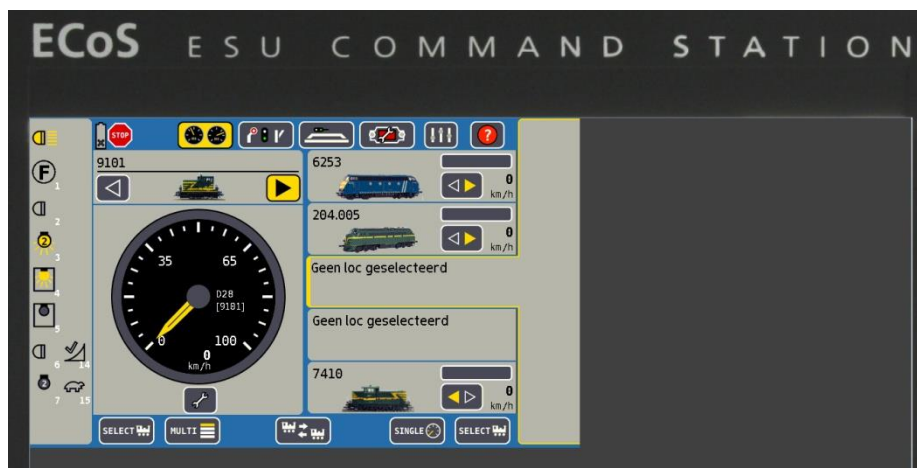 ECoS ESU COMMAND STATION
STOP
?
9101
6253
0
km/h
204.005
0
km/h
Geen loc geselecteerd
Geen loc geselecteerd
7410
0
km/h
35 65
D28
[9101]
0 100
0
km/h
F
1
2
2
3
4
5
6 14
2
7 15
SELECT MULTI SINGLE SELECT